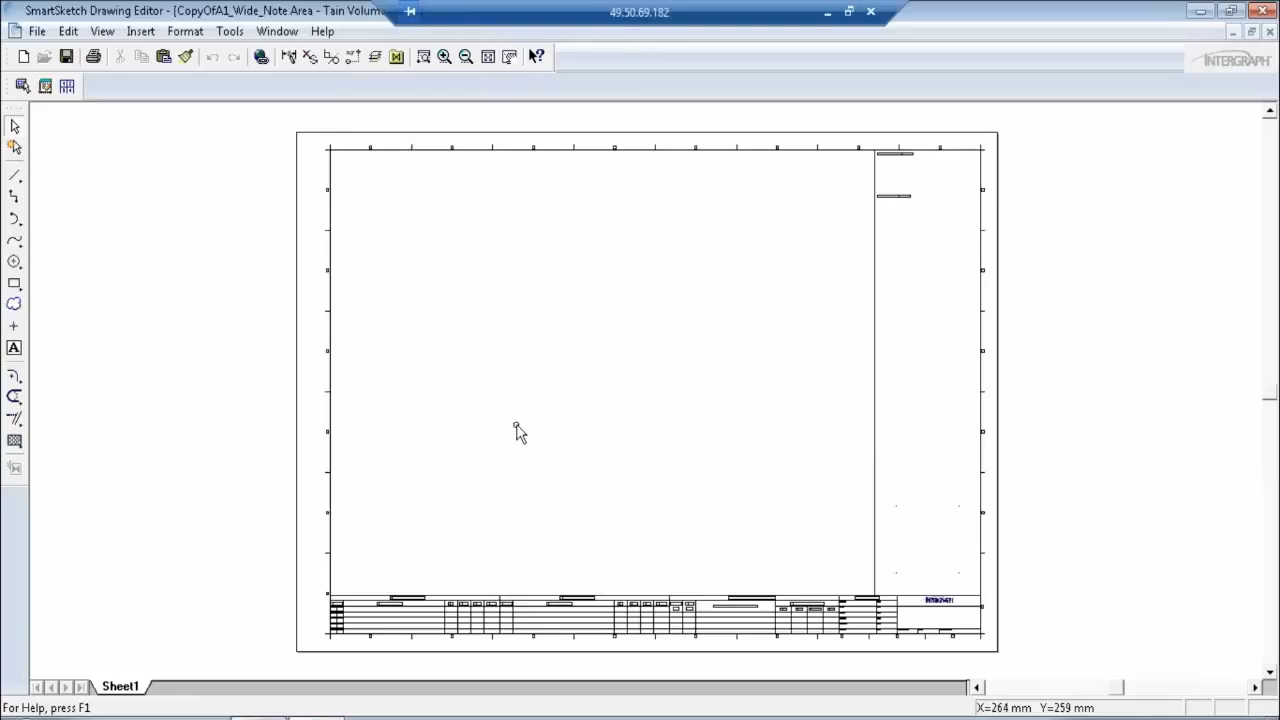 SmartSketch Drawing Editor - [CopyOfA1_Wide_Note Area - Tain Volume
49.50.69.182
File Edit View Insert Format Tools Window Help
INTERGRAPH
A
Sheet1
For Help, press F1
X=264 mm Y=259 mm